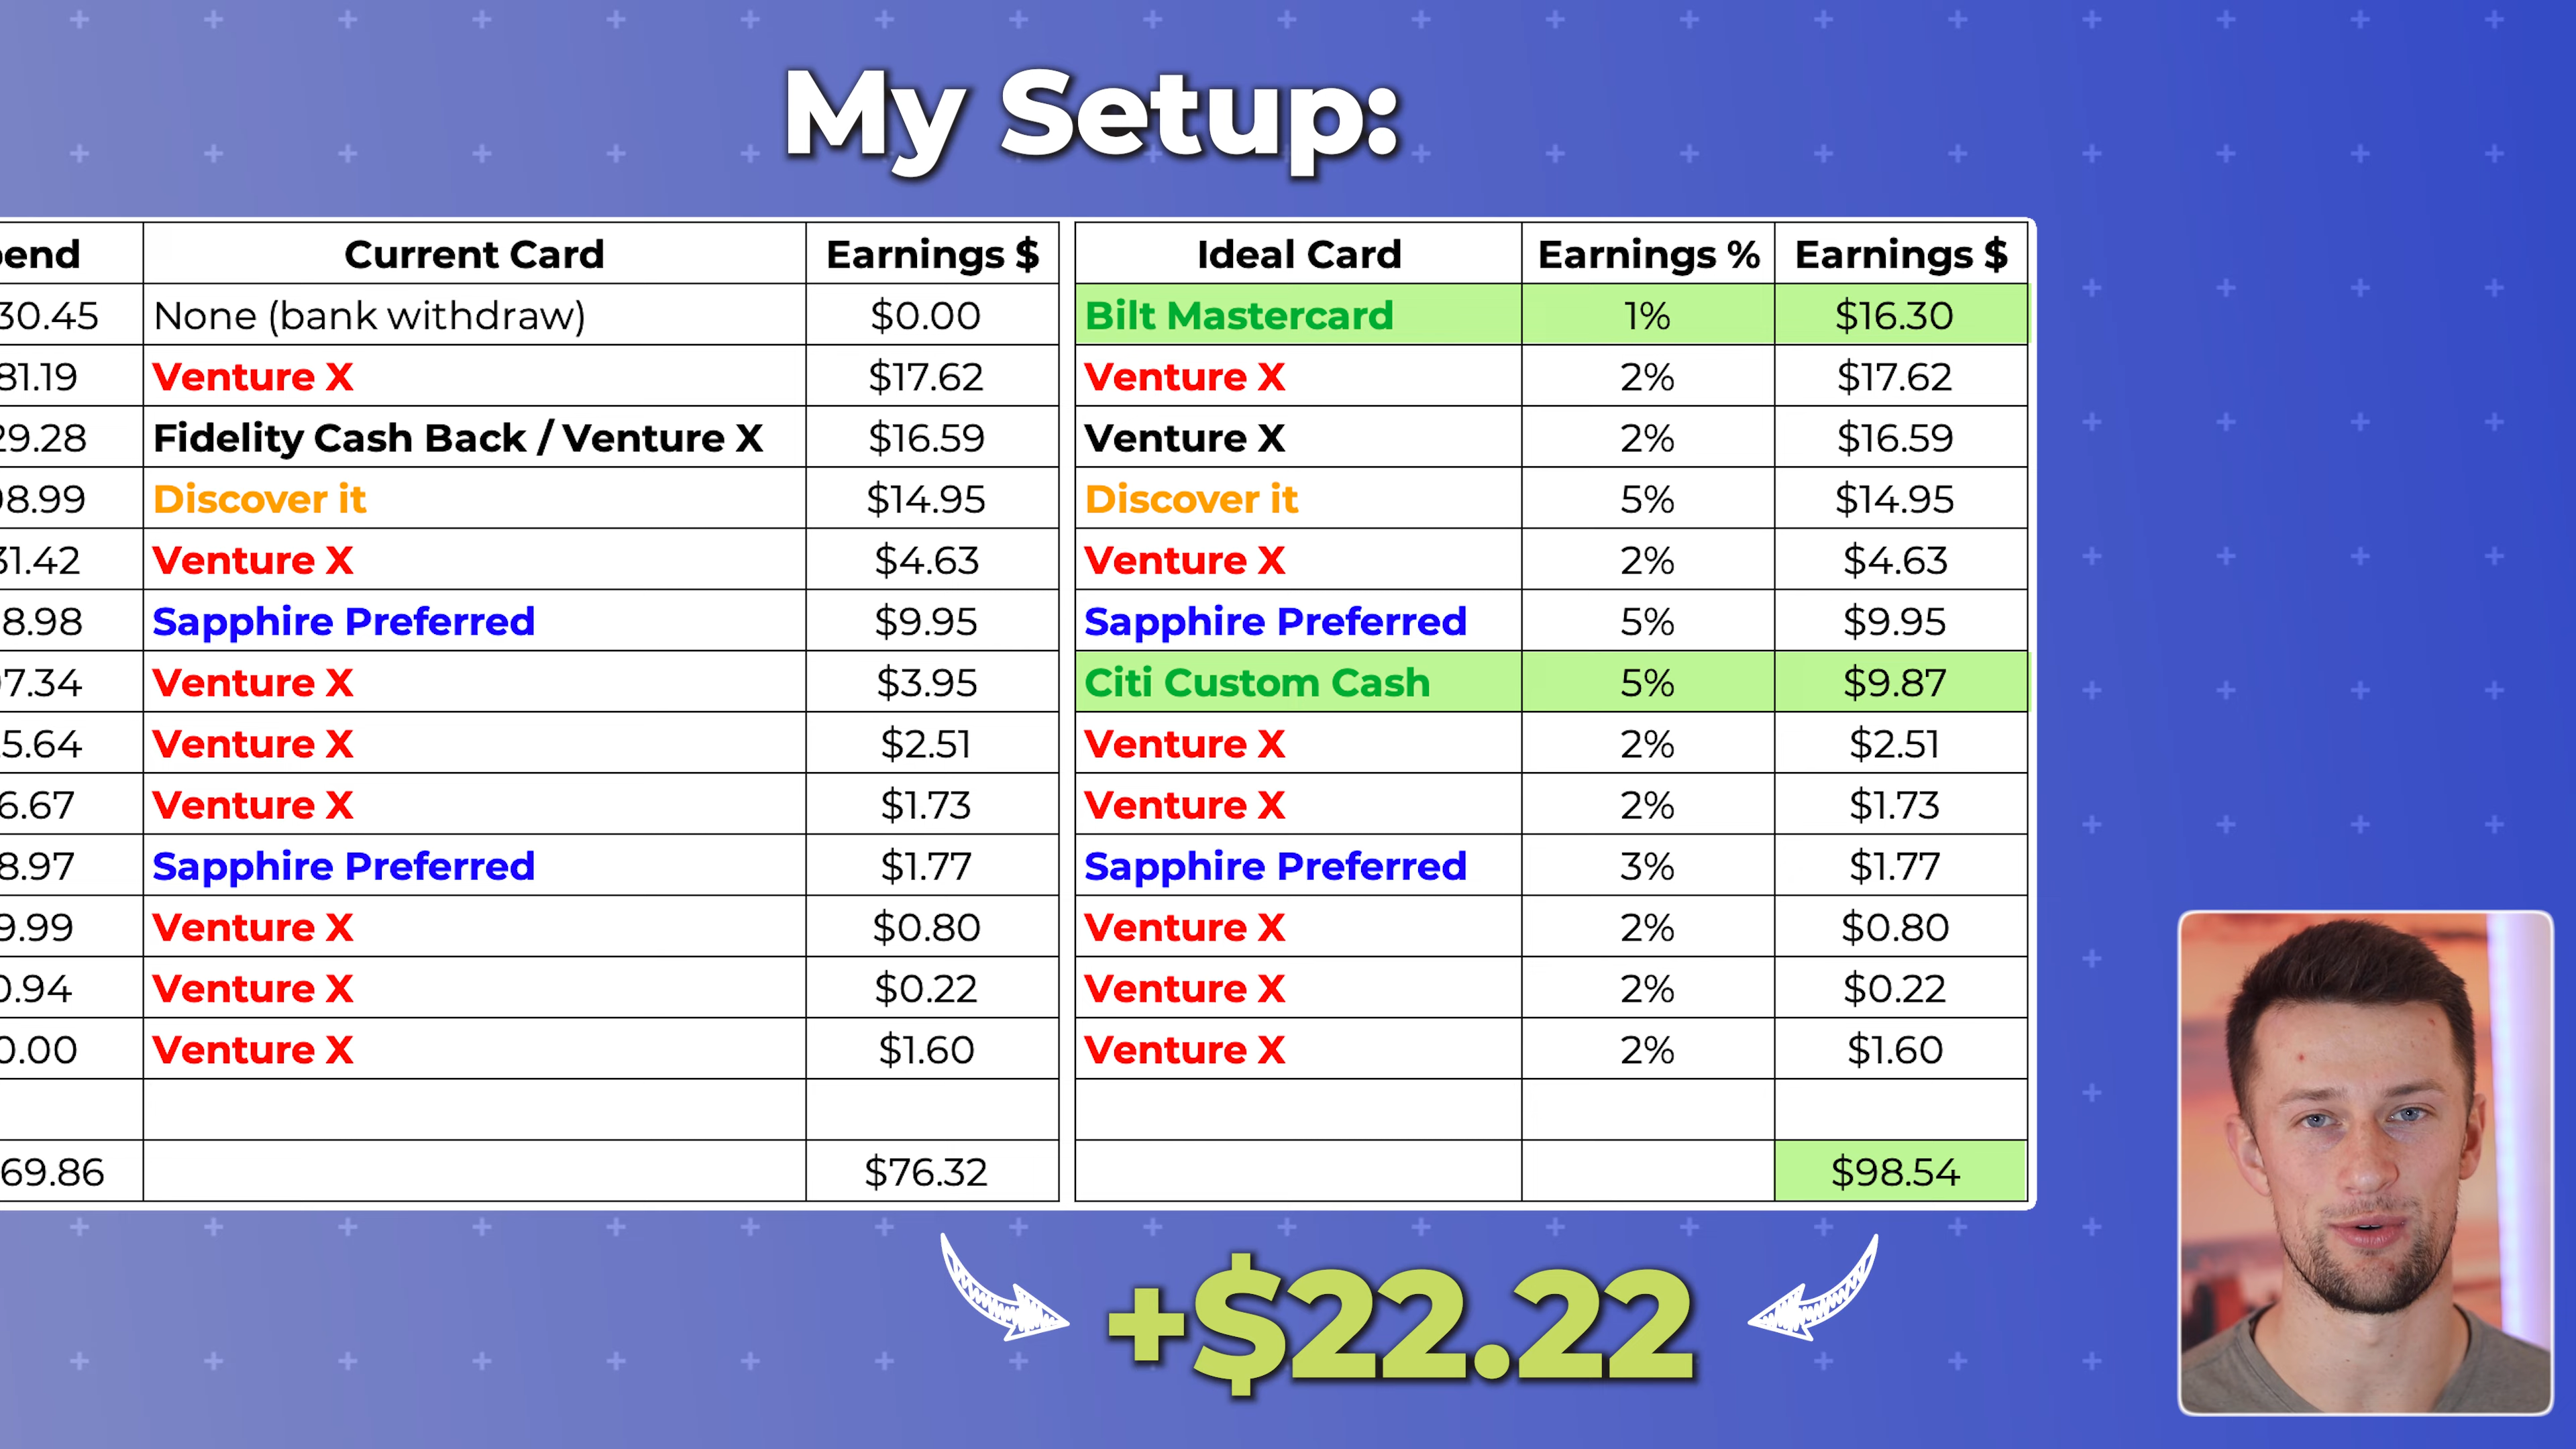 My Setup:
end Current Card Earnings $ Ideal Card Earnings % Earnings $
30.45 None (bank withdraw) $0.00 Bilt Mastercard 1% $16.30
81.19 Venture X $17.62 Venture X 2% $17.62
29.28 Fidelity Cash Back / Venture X $16.59 Venture X 2% $16.59
98.99 Discover it $14.95 Discover it 5% $14.95
31.42 Venture X $4.63 Venture X 2% $4.63
8.98 Sapphire Preferred $9.95 Sapphire Preferred 5% $9.95
7.34 Venture X $3.95 Citi Custom Cash 5% $9.87
5.64 Venture X $2.51 Venture X 2% $2.51
6.67 Venture X $1.73 Venture X 2% $1.73
8.97 Sapphire Preferred $1.77 Sapphire Preferred 3% $1.77
9.99 Venture X $0.80 Venture X 2% $0.80
0.94 Venture X $0.22 Venture X 2% $0.22
0.00 Venture X $1.60 Venture X 2% $1.60
69.86 $76.32 $98.54
+$22.22